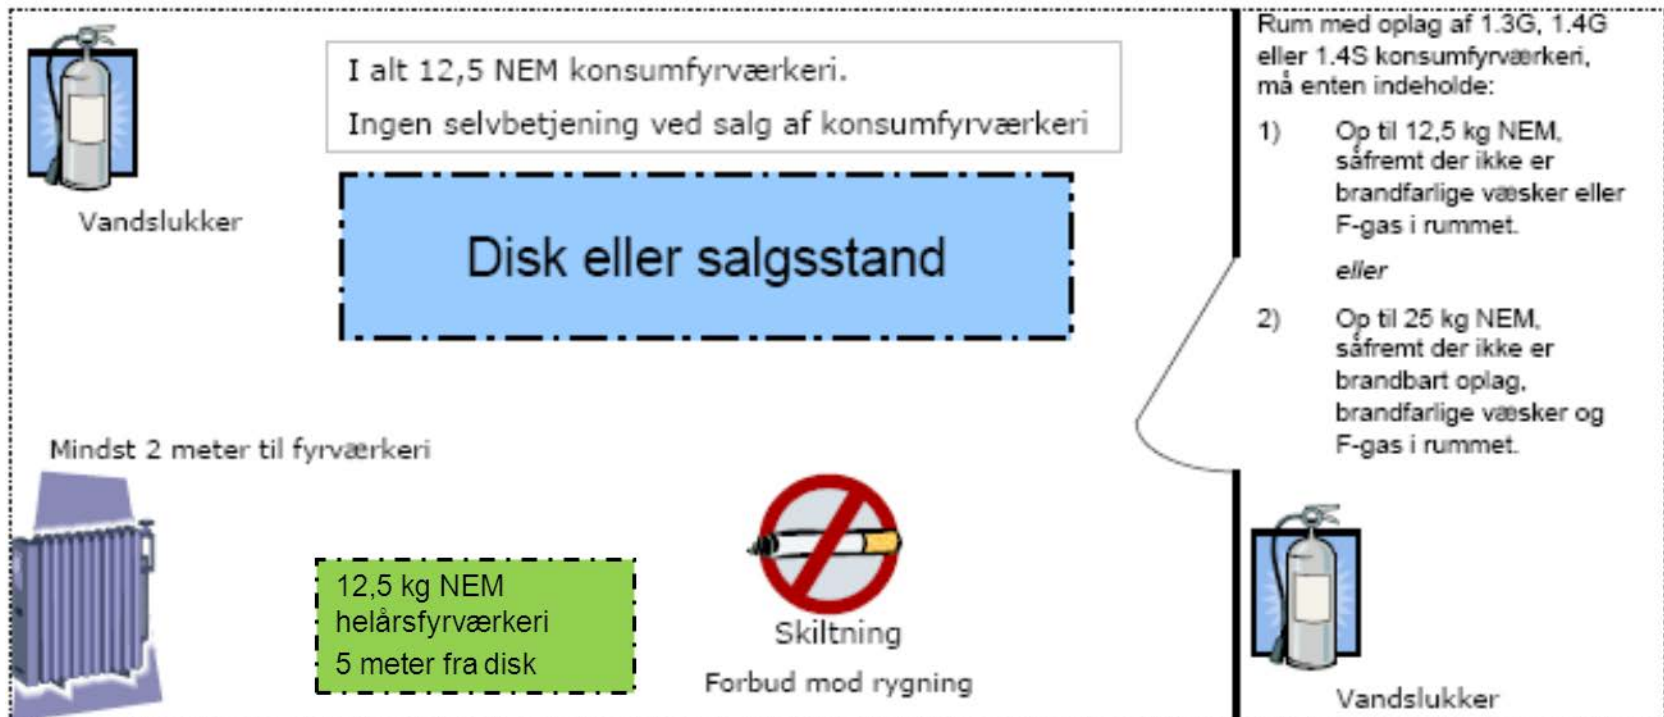 I alt 12,5 NEM konsumfyrværkeri.
Ingen selvbetjening ved salg af konsumfyrværkeri
Vandslukker
Disk eller salgsstand
Mindst 2 meter til fyrværkeri
12,5 kg NEM
helårsfyrværkeri
5 meter fra disk
Skiltning
Forbud mod rygning
Rum med oplag af 1.3G, 1.4G
eller 1.4S konsumfyrværkeri,
må enten indeholde:
1) Op til 12,5 kg NEM,
såfremt der ikke er
brandfarlige væsker eller
F-gas i rummet.
eller
2) Op til 25 kg NEM,
såfremt der ikke er
brandbart oplag,
brandfarlige væsker og
F-gas i rummet.
Vandslukker